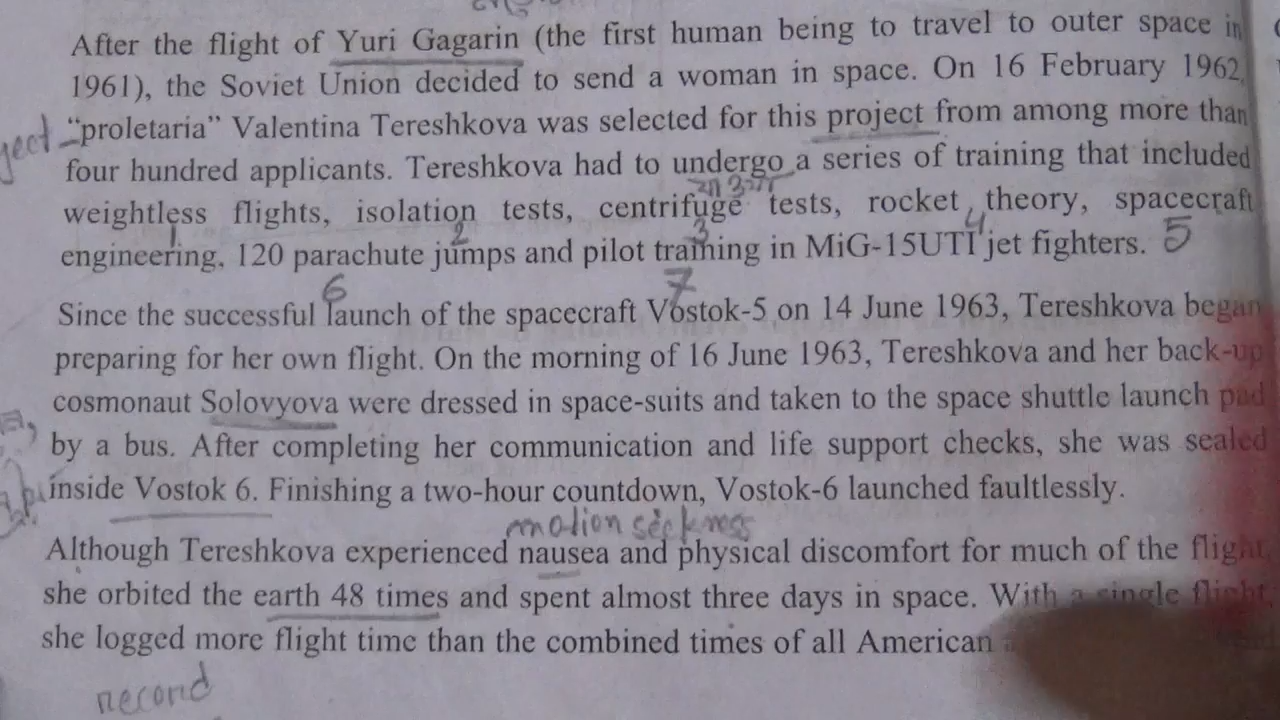 After the flight of Yuri Gagarin (the first human being to travel to outer space in
1961), the Soviet Union decided to send a woman in space. On 16 February 1962,
“proletaria” Valentina Tereshkova was selected for this project from among more than
four hundred applicants. Tereshkova had to undergo a series of training that included
weightless flights, isolation tests, centrifuge tests, rocket theory, spacecraft
1 2 3 4
engineering, 120 parachute jumps and pilot training in MiG-15UTI jet fighters. 5
6 7
Since the successful launch of the spacecraft Vostok-5 on 14 June 1963, Tereshkova began
preparing for her own flight. On the morning of 16 June 1963, Tereshkova and her back-up
cosmonaut Solovyova were dressed in space-suits and taken to the space shuttle launch pad
by a bus. After completing her communication and life support checks, she was sealed
inside Vostok 6. Finishing a two-hour countdown, Vostok-6 launched faultlessly.
motion seckness
Although Tereshkova experienced nausea and physical discomfort for much of the flight,
she orbited the earth 48 times and spent almost three days in space. With a single flight,
she logged more flight time than the combined times of all American
record